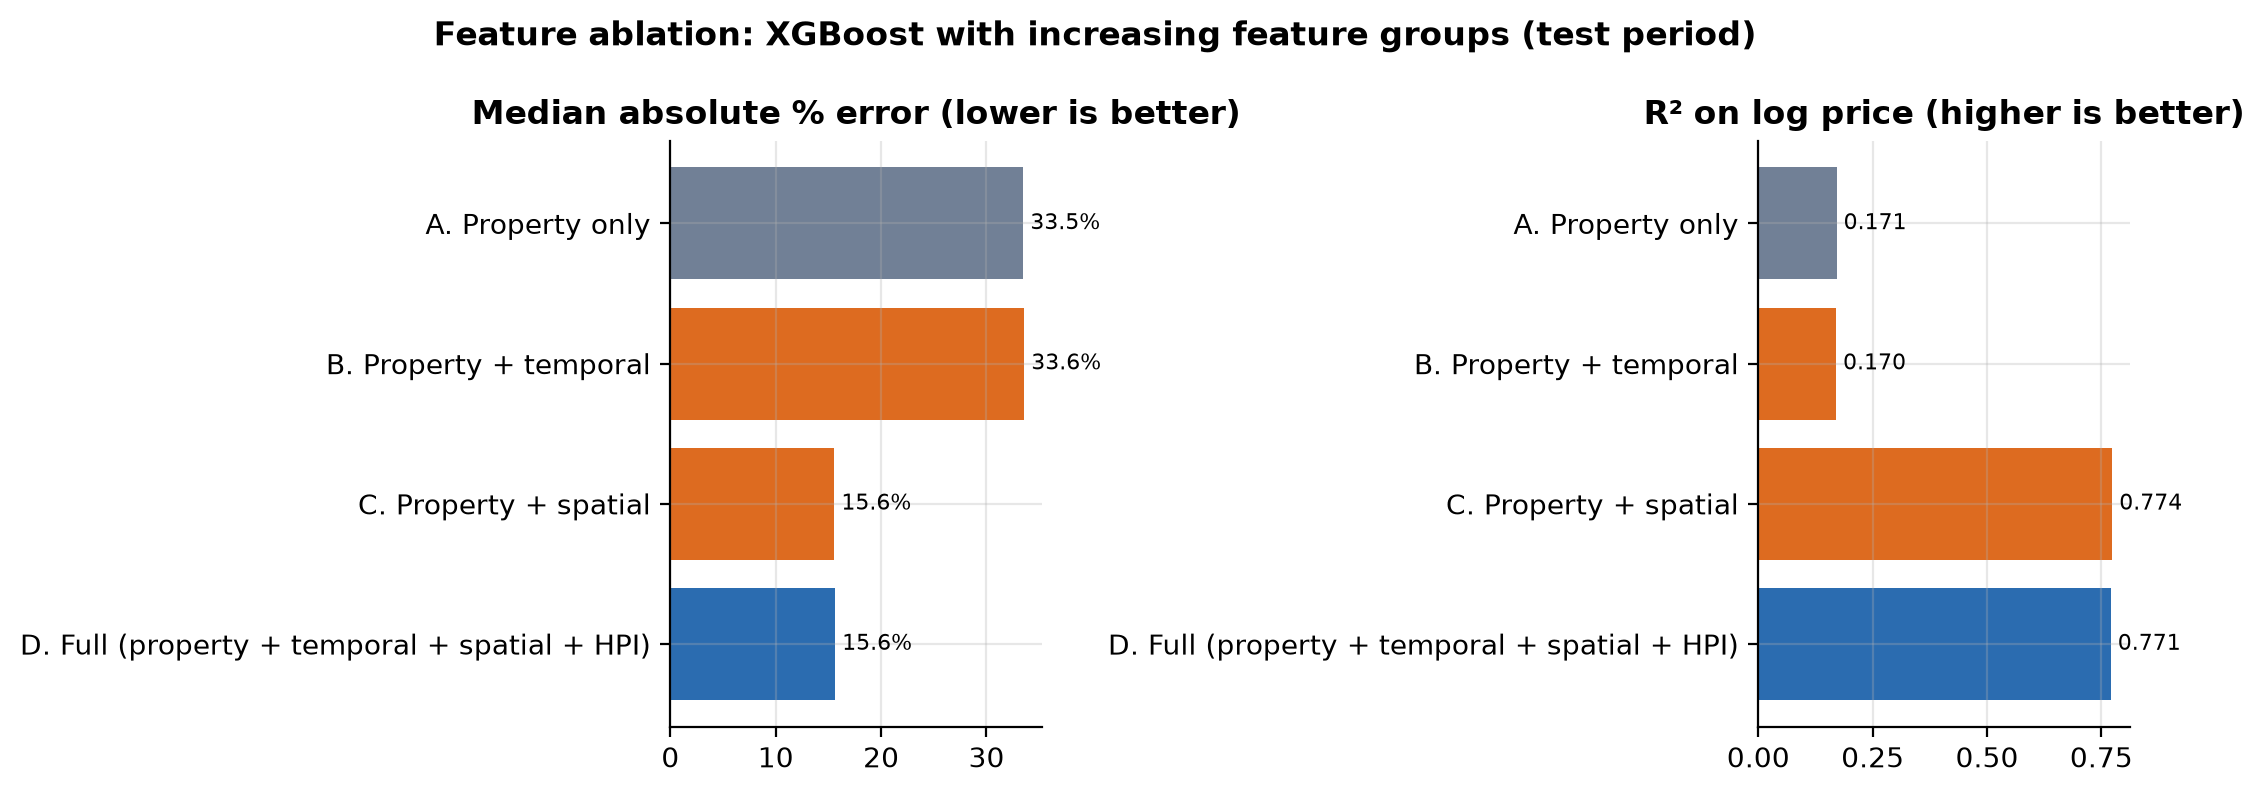 Feature ablation: XGBoost with increasing feature groups (test period)
Median absolute % error (lower is better)
A. Property only
33.5%
B. Property + temporal
33.6%
C. Property + spatial
15.6%
D. Full (property + temporal + spatial + HPI)
15.6%
0 10 20 30
R² on log price (higher is better)
A. Property only
0.171
B. Property + temporal
0.170
C. Property + spatial
0.774
D. Full (property + temporal + spatial + HPI)
0.771
0.00 0.25 0.50 0.75